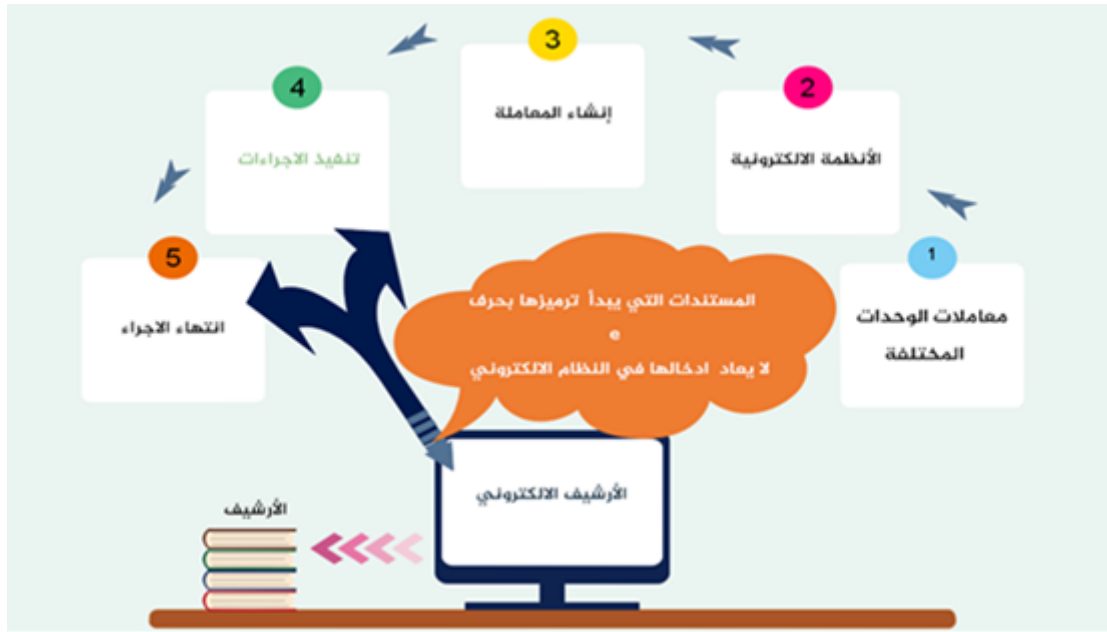 1
معاملات الوحدات
المختلفة
2
الأنظمة الالكترونية
3
إنشاء المعاملة
4
تنفيذ الاجراءات
5
انتهاء الاجراء
المستندات التي يبدأ ترميزها بحرف
e
لا يعاد ادخالها في النظام الالكتروني
الأرشيف الالكتروني
الأرشيف